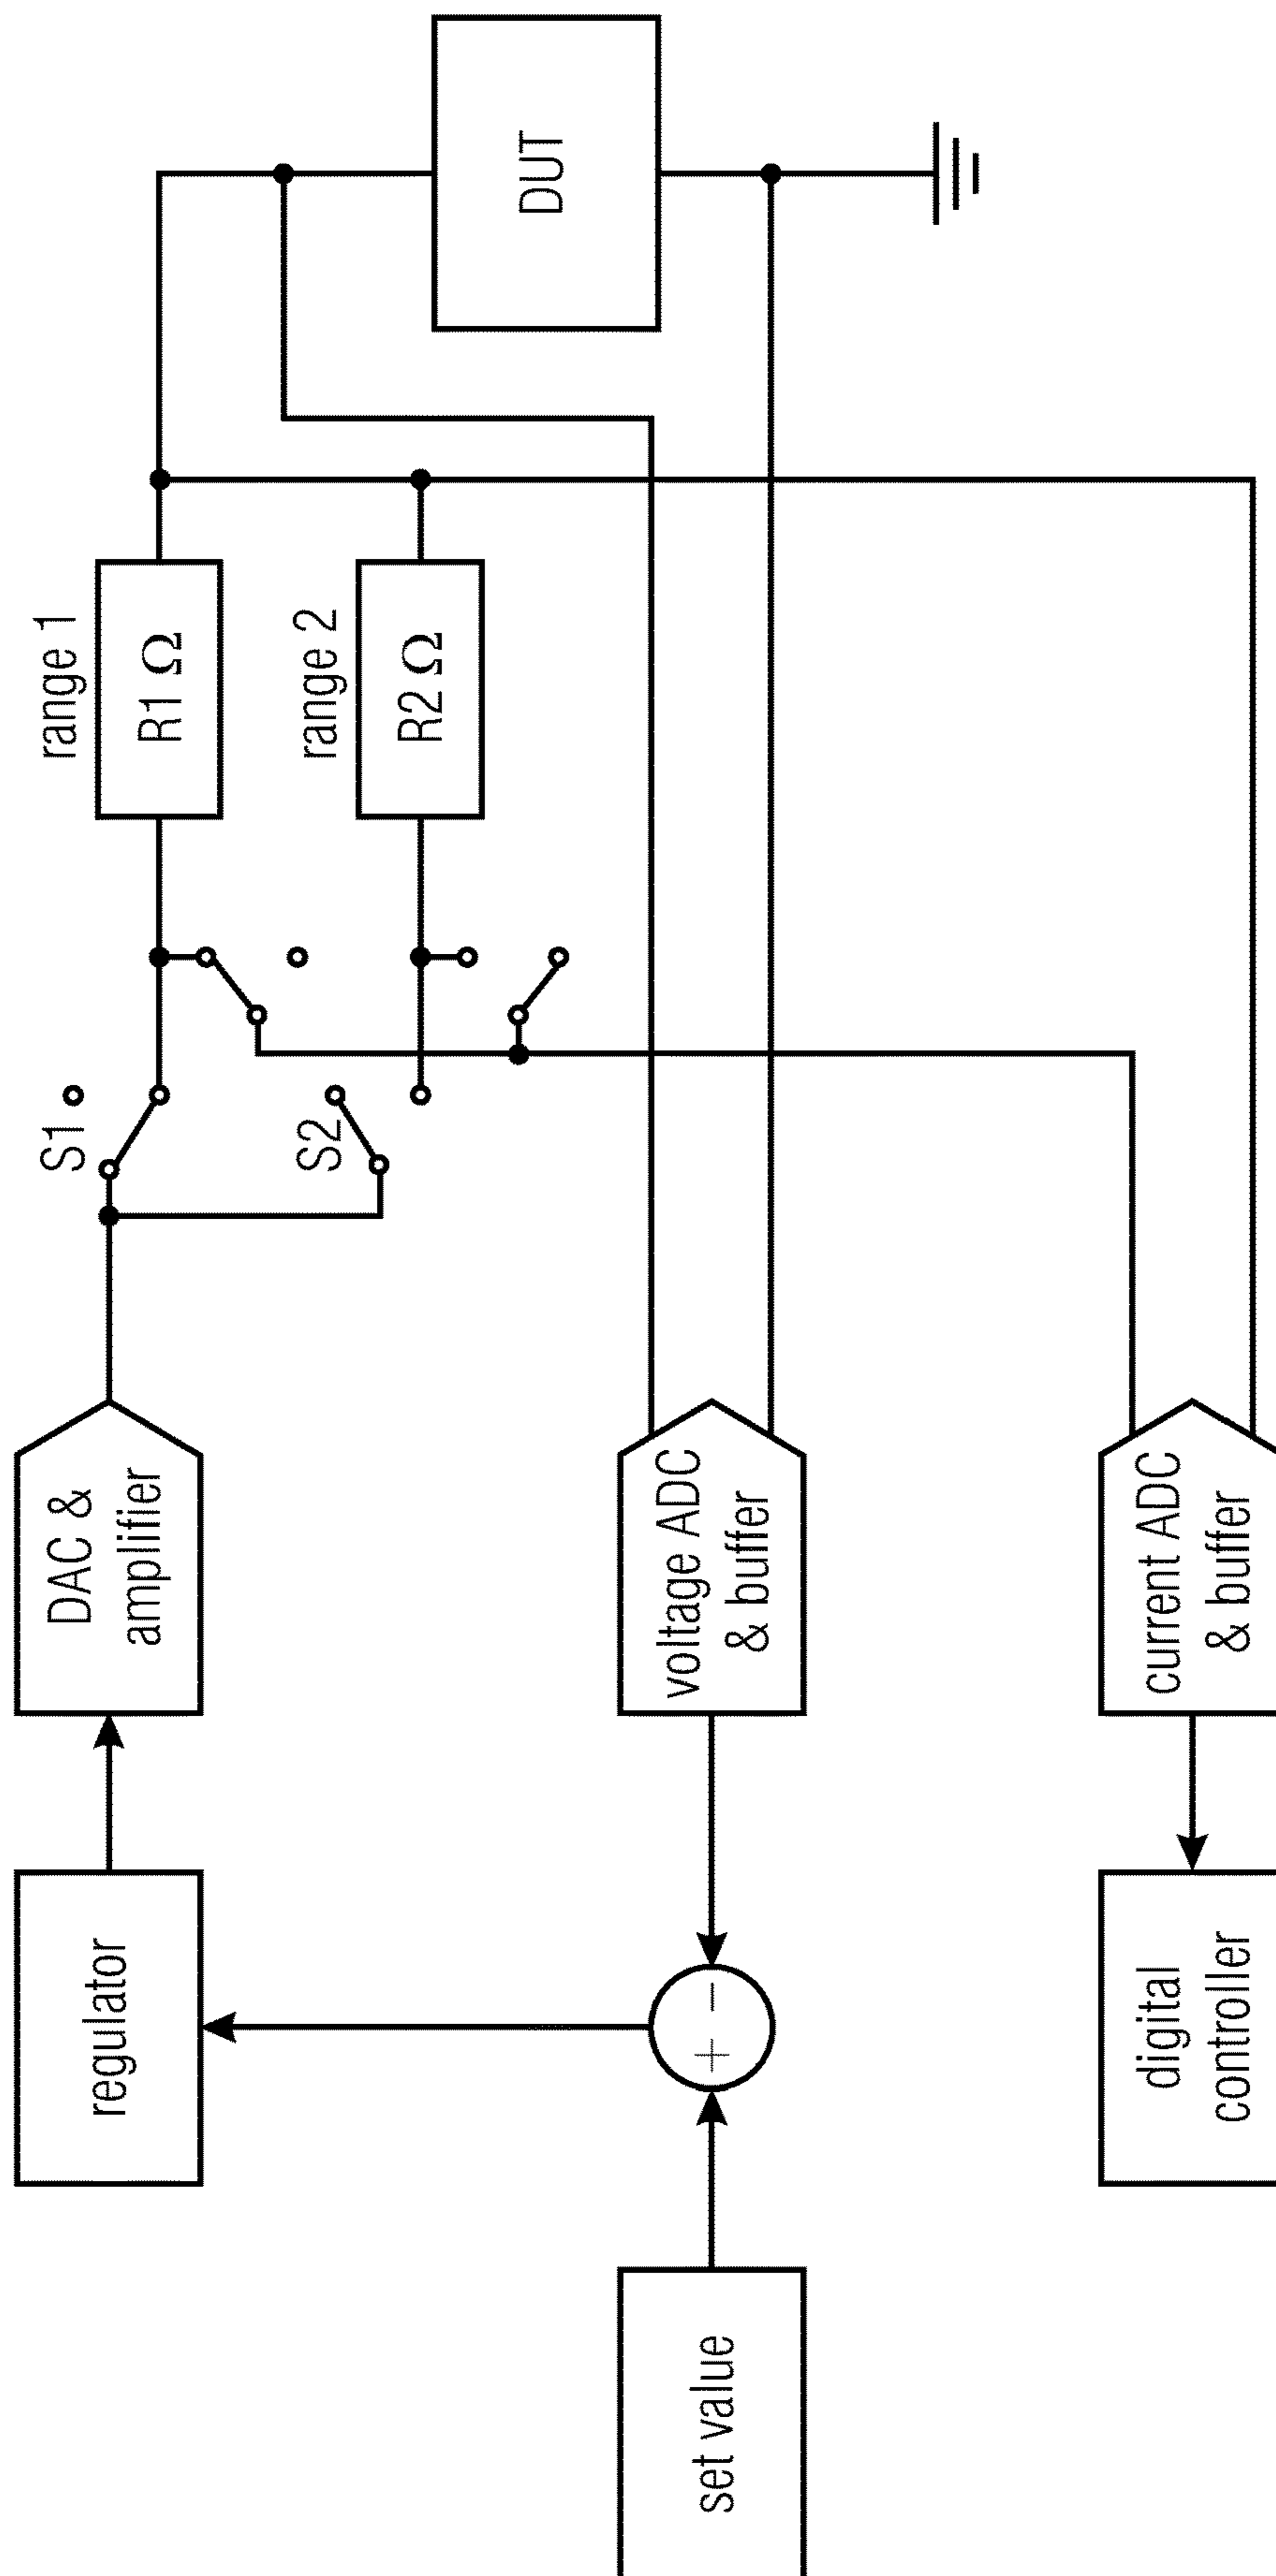 set value
+
−
regulator
DAC &
amplifier
voltage ADC
& buffer
digital
controller
current ADC
& buffer
S1
S2
range 1
R1 Ω
range 2
R2 Ω
DUT